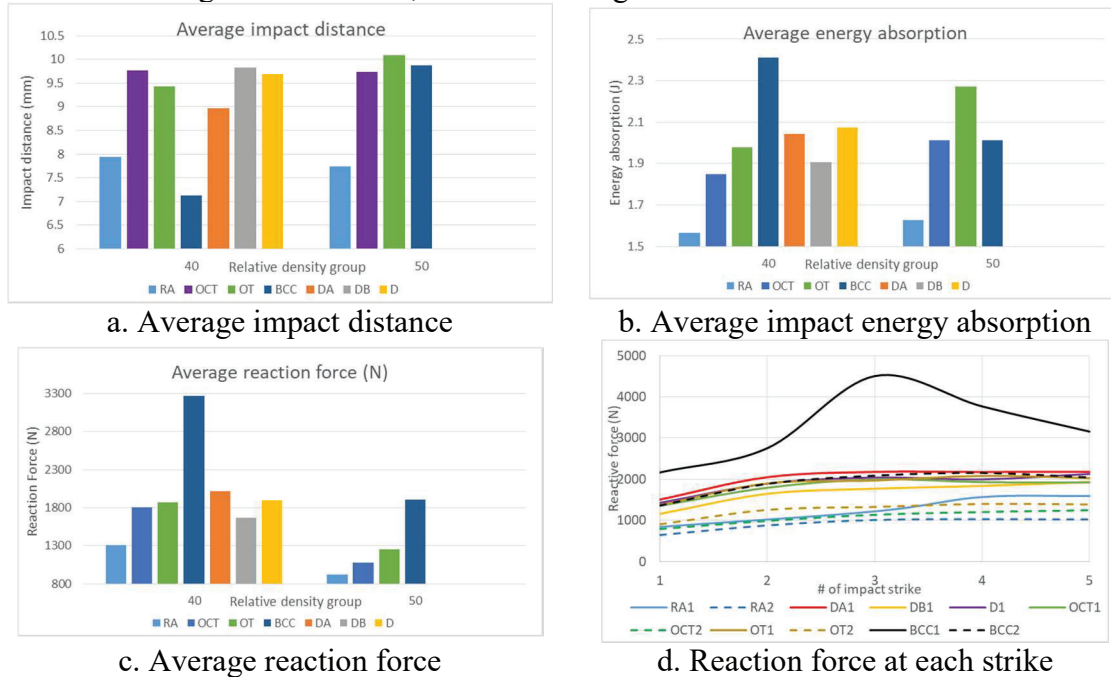 Average impact distance
10.5
10
9.5
9
8.5
8
7.5
7
6.5
6
Impact distance (mm)
40 Relative density group 50
RA OCT OT BCC DA DB D
a. Average impact distance
Average energy absorption
2.5
2.3
2.1
1.9
1.7
1.5
Energy absorption (J)
40 Relative density group 50
RA OCT OT BCC DA DB D
b. Average impact energy absorption
Average reaction force (N)
3300
2800
2300
1800
1300
800
Reaction Force (N)
40 Relative density group 50
RA OCT OT BCC DA DB D
c. Average reaction force
5000
4000
3000
2000
1000
0
Reactive force (N)
1 2 3 4 5
# of impact strike
RA1 RA2 DA1 DB1 D1 OCT1
OCT2 OT1 OT2 BCC1 BCC2
d. Reaction force at each strike